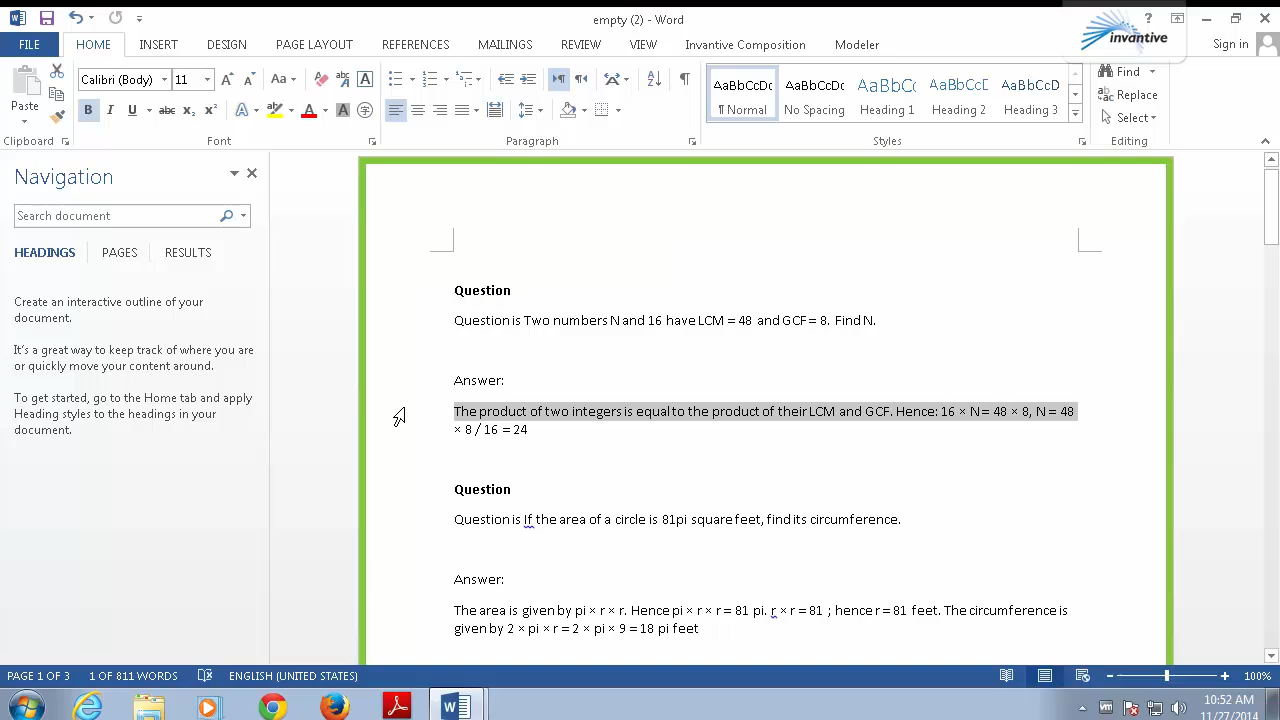 empty (2) - Word
?
invantive
FILE HOME INSERT DESIGN PAGE LAYOUT CES MAILINGS REVIEW VIEW Invantive Composition Modeler Sign in
Paste Calibri (Body) 11 A A Aa abc A Find
B I U abc x₂ x² A ab A A AaBbCcDc AaBbCcDc AaBbCc AaBbCcD AaBbCcD Replace
¶ Normal No Spacing Heading 1 Heading 2 Heading 3 Select
Clipboard Font Paragraph Styles Editing
Navigation
Search document
HEADINGS PAGES RESULTS
Create an interactive outline of your
document.
It's a great way to keep track of where you are
or quickly move your content around.
To get started, go to the Home tab and apply
Heading styles to the headings in your
document.
Question
Question is Two numbers N and 16 have LCM = 48 and GCF = 8. Find N.
Answer:
The product of two integers is equal to the product of their LCM and GCF. Hence: 16 × N = 48 × 8, N = 48
× 8 / 16 = 24
Question
Question is If the area of a circle is 81pi square feet, find its circumference.
Answer:
The area is given by pi × r × r. Hence pi × r × r = 81 pi. r × r = 81 ; hence r = 81 feet. The circumference is
given by 2 × pi × r = 2 × pi × 9 = 18 pi feet
PAGE 1 OF 3 1 OF 811 WORDS ENGLISH (UNITED STATES) 100%
10:52 AM
11/27/2014